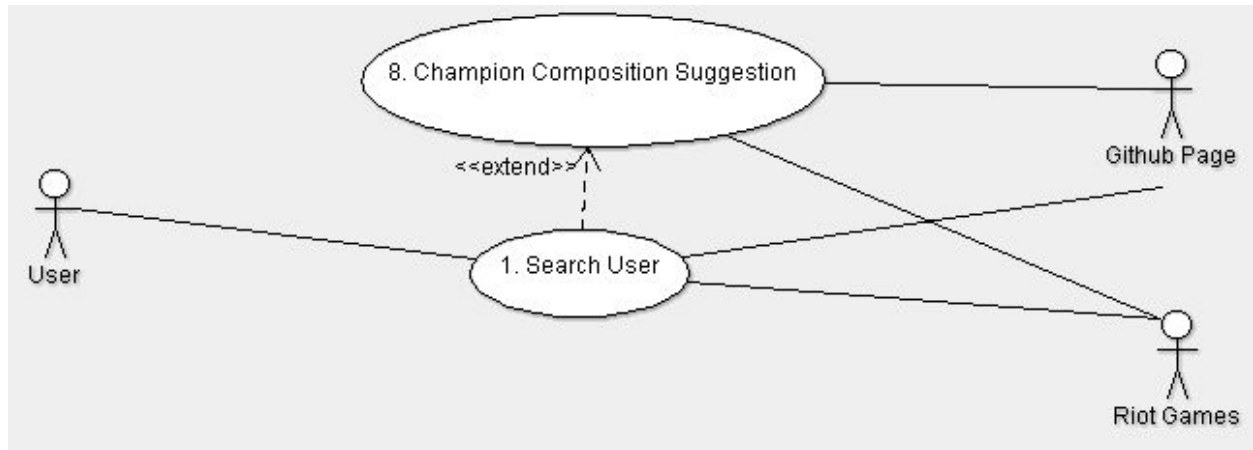 8. Champion Composition Suggestion
Github Page
<<extend>>
User
1. Search User
Riot Games